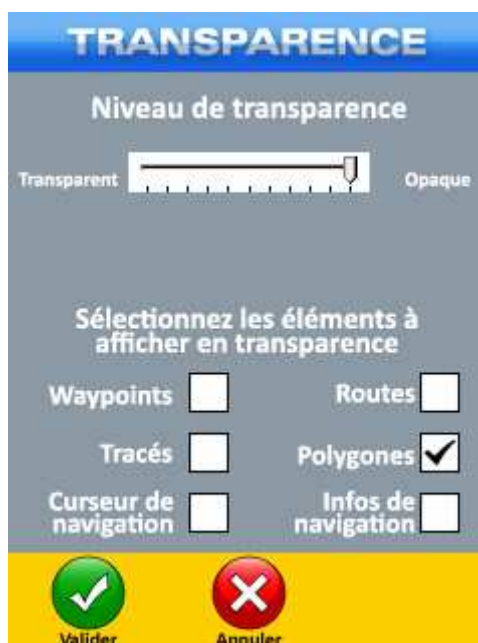 TRANSPARENCE
Niveau de transparence
Transparent
Opaque
Sélectionnez les éléments à
afficher en transparence
Waypoints
Routes
Tracés
Polygones
Curseur de
navigation
Infos de
navigation
Valider
Annuler